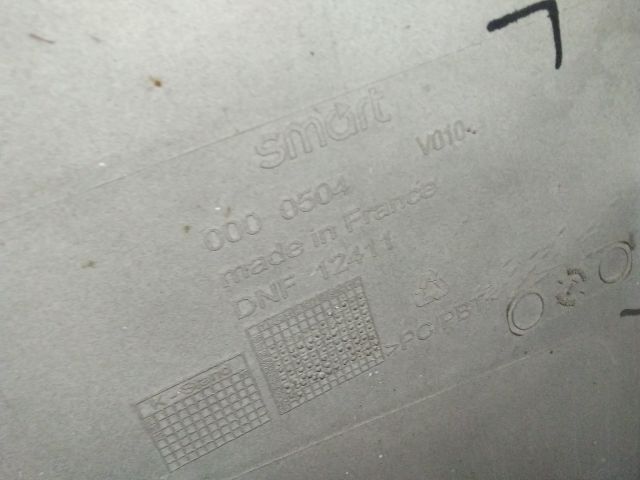 smart
V010
000 0504
made in France
DNF 12411
>PC/PBT<